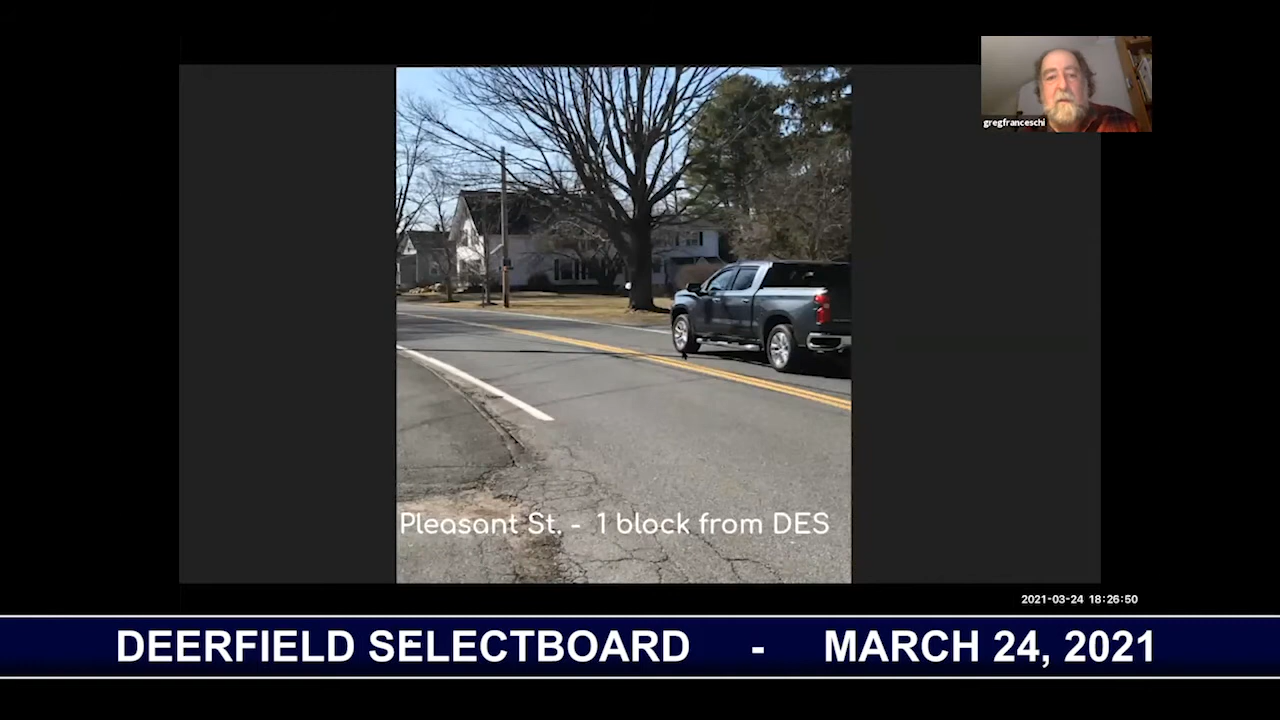 gregfranceschi
Pleasant St. - 1 block from DES
2021-03-24 18:26:50
DEERFIELD SELECTBOARD - MARCH 24, 2021